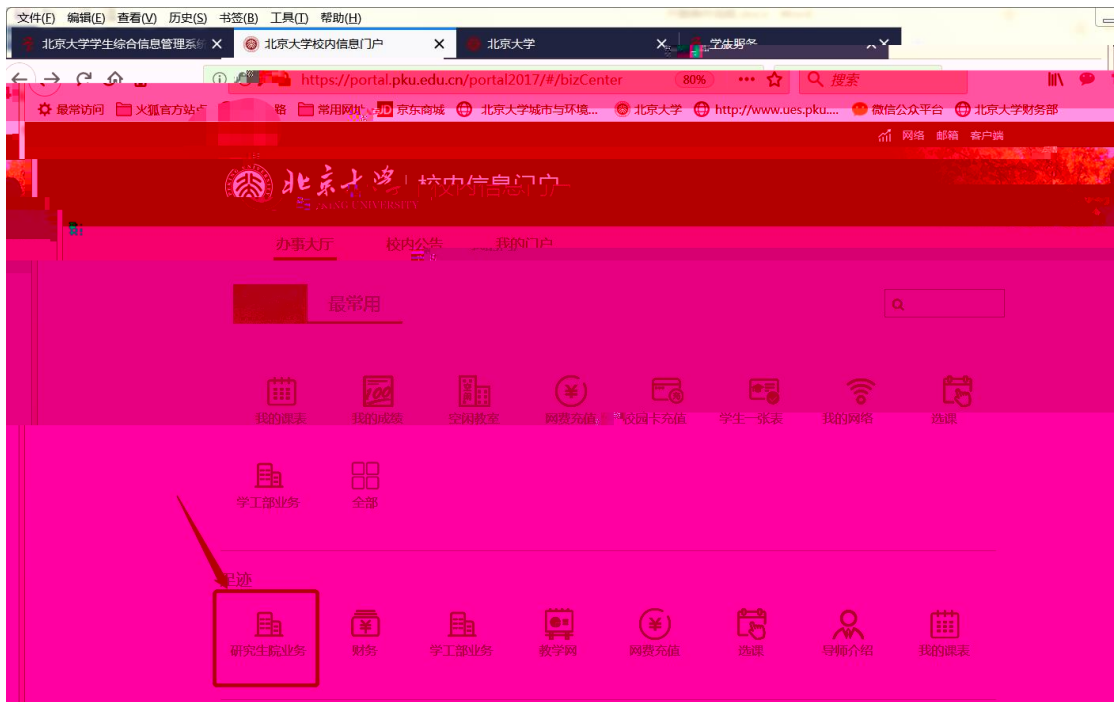 文件(F) 编辑(E) 查看(V) 历史(S) 书签(B) 工具(T) 帮助(H)
北京大学学生综合信息管理系统 × 北京大学校内信息门户 × 北京大学 ×
https://portal.pku.edu.cn/portal2017/#/bizCenter 80% 搜索
最常访问 火狐官方站点 常用网址 JD 京东商城 北京大学城市与环境... 北京大学 http://www.ues.pku.... 微信公众平台 北京大学财务部
网络 邮箱 客户端
北京大学 校内信息门户
UNIVERSITY
办事大厅 校内公告 我的门户
最常用
我的课表 我的成绩 空闲教室 网费充值 校园卡充值 学生一张表 我的网络 选课
学工部业务 全部
足迹
研究生院业务 财务 学工部业务 教学网 网费充值 选课 导师介绍 我的课表